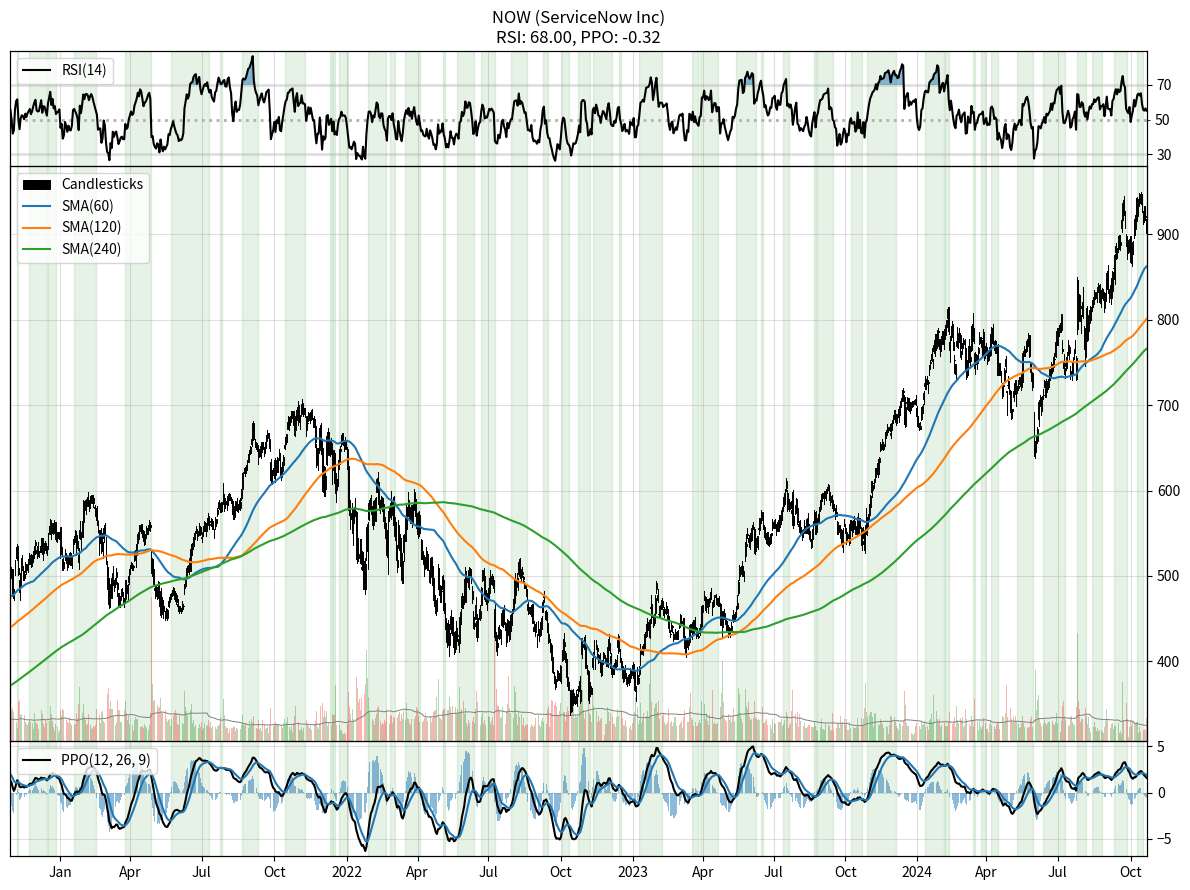 NOW (ServiceNow Inc)
RSI: 68.00, PPO: -0.32
RSI(14)
70
50
30
Candlesticks
SMA(60)
SMA(120)
SMA(240)
900
800
700
600
500
400
PPO(12, 26, 9)
5
0
−5
Jan Apr Jul Oct 2022 Apr Jul Oct 2023 Apr Jul Oct 2024 Apr Jul Oct